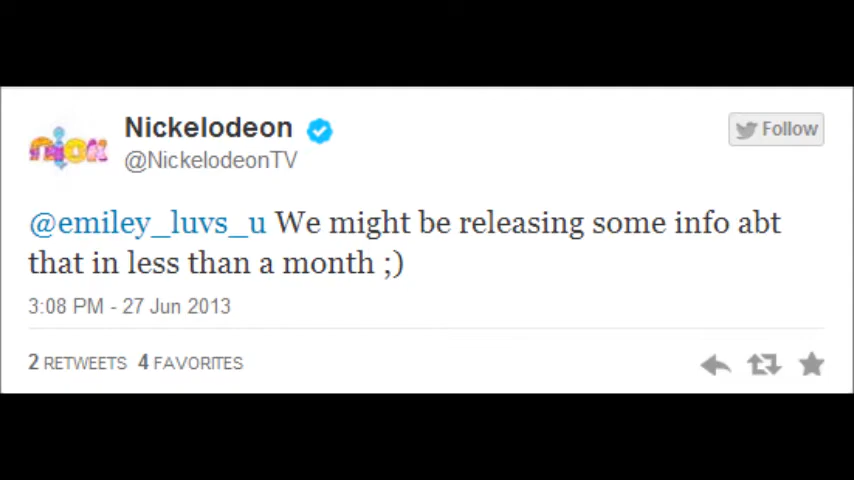 nick
Nickelodeon
@NickelodeonTV
Follow
@emiley_luvs_u We might be releasing some info abt
that in less than a month ;)
3:08 PM - 27 Jun 2013
2 RETWEETS 4 FAVORITES